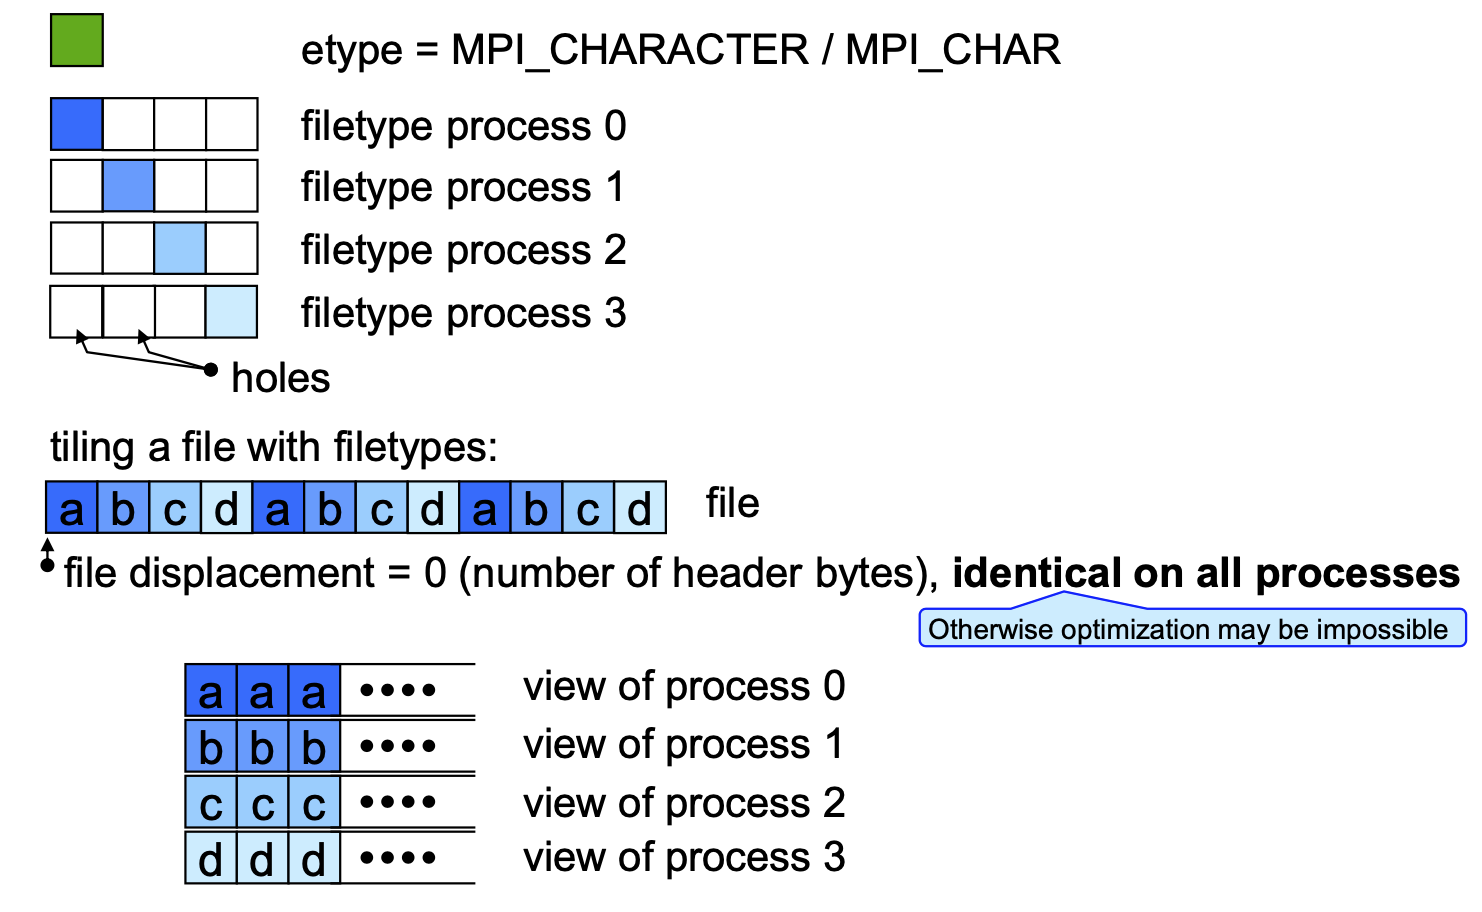 etype = MPI_CHARACTER / MPI_CHAR
filetype process 0
filetype process 1
filetype process 2
filetype process 3
holes
tiling a file with filetypes:
a b c d a b c d a b c d file
file displacement = 0 (number of header bytes), identical on all processes
Otherwise optimization may be impossible
a a a •••• view of process 0
b b b •••• view of process 1
c c c •••• view of process 2
d d d •••• view of process 3